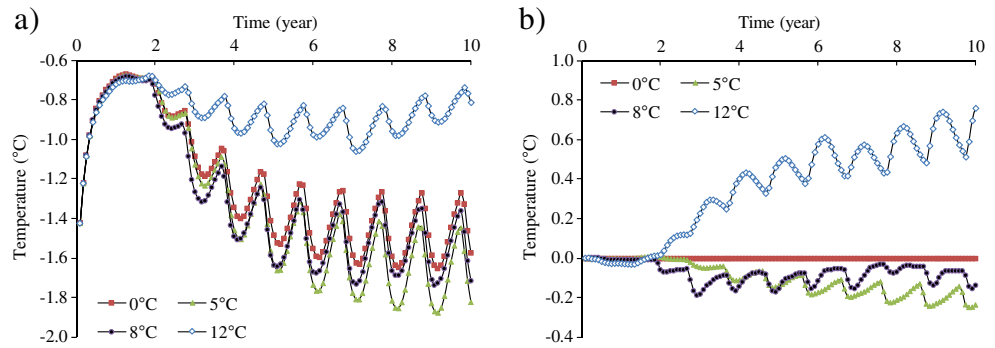 a)
Time (year)
0 2 4 6 8 10
-0.6
-0.8
-1.0
-1.2
-1.4
-1.6
-1.8
-2.0
Temperature (°C)
0°C 5°C
8°C 12°C
b)
Time (year)
0 2 4 6 8 10
1.0
0.8
0.6
0.4
0.2
0.0
-0.2
-0.4
Temperature (°C)
0°C 5°C
8°C 12°C